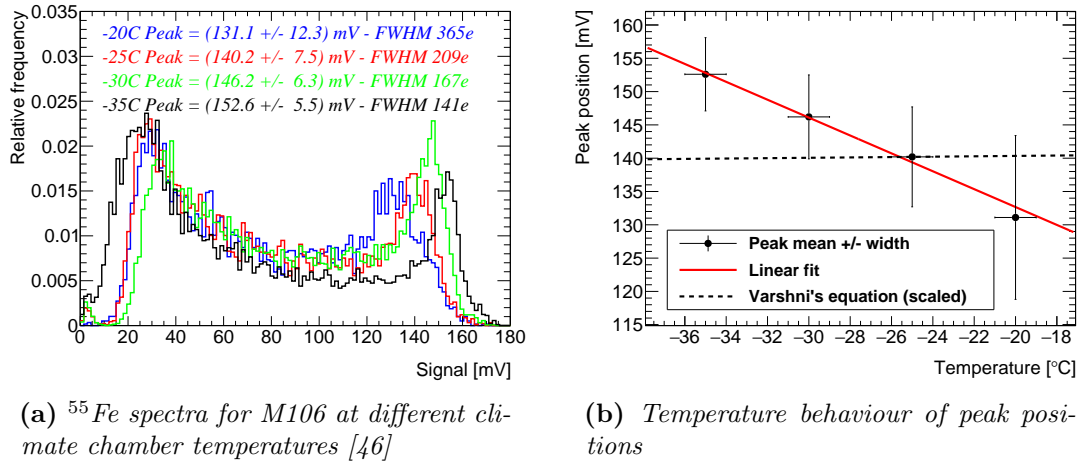 0.035
0.03
0.025
0.02
0.015
0.01
0.005
0
Relative frequency
-20C Peak = (131.1 +/- 12.3) mV - FWHM 365e
-25C Peak = (140.2 +/- 7.5) mV - FWHM 209e
-30C Peak = (146.2 +/- 6.3) mV - FWHM 167e
-35C Peak = (152.6 +/- 5.5) mV - FWHM 141e
0 20 40 60 80 100 120 140 160 180
Signal [mV]
(a) ⁵⁵Fe spectra for M106 at different cli-
mate chamber temperatures [46]
Peak position [mV]
160
155
150
145
140
135
130
125
120
115
Peak mean +/- width
Linear fit
Varshni's equation (scaled)
−36 −34 −32 −30 −28 −26 −24 −22 −20 −18
Temperature [°C]
(b) Temperature behaviour of peak posi-
tions